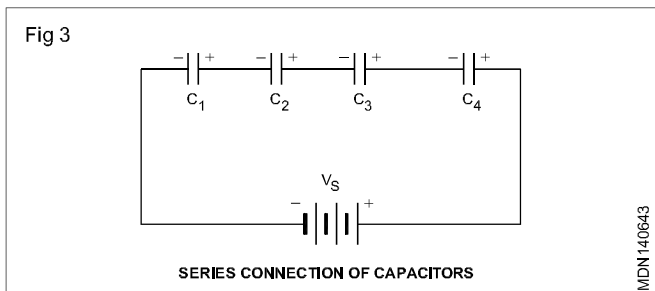 Fig 3
− + − + − + − +
C1 C2 C3 C4
VS
− +
SERIES CONNECTION OF CAPACITORS
MDN140643